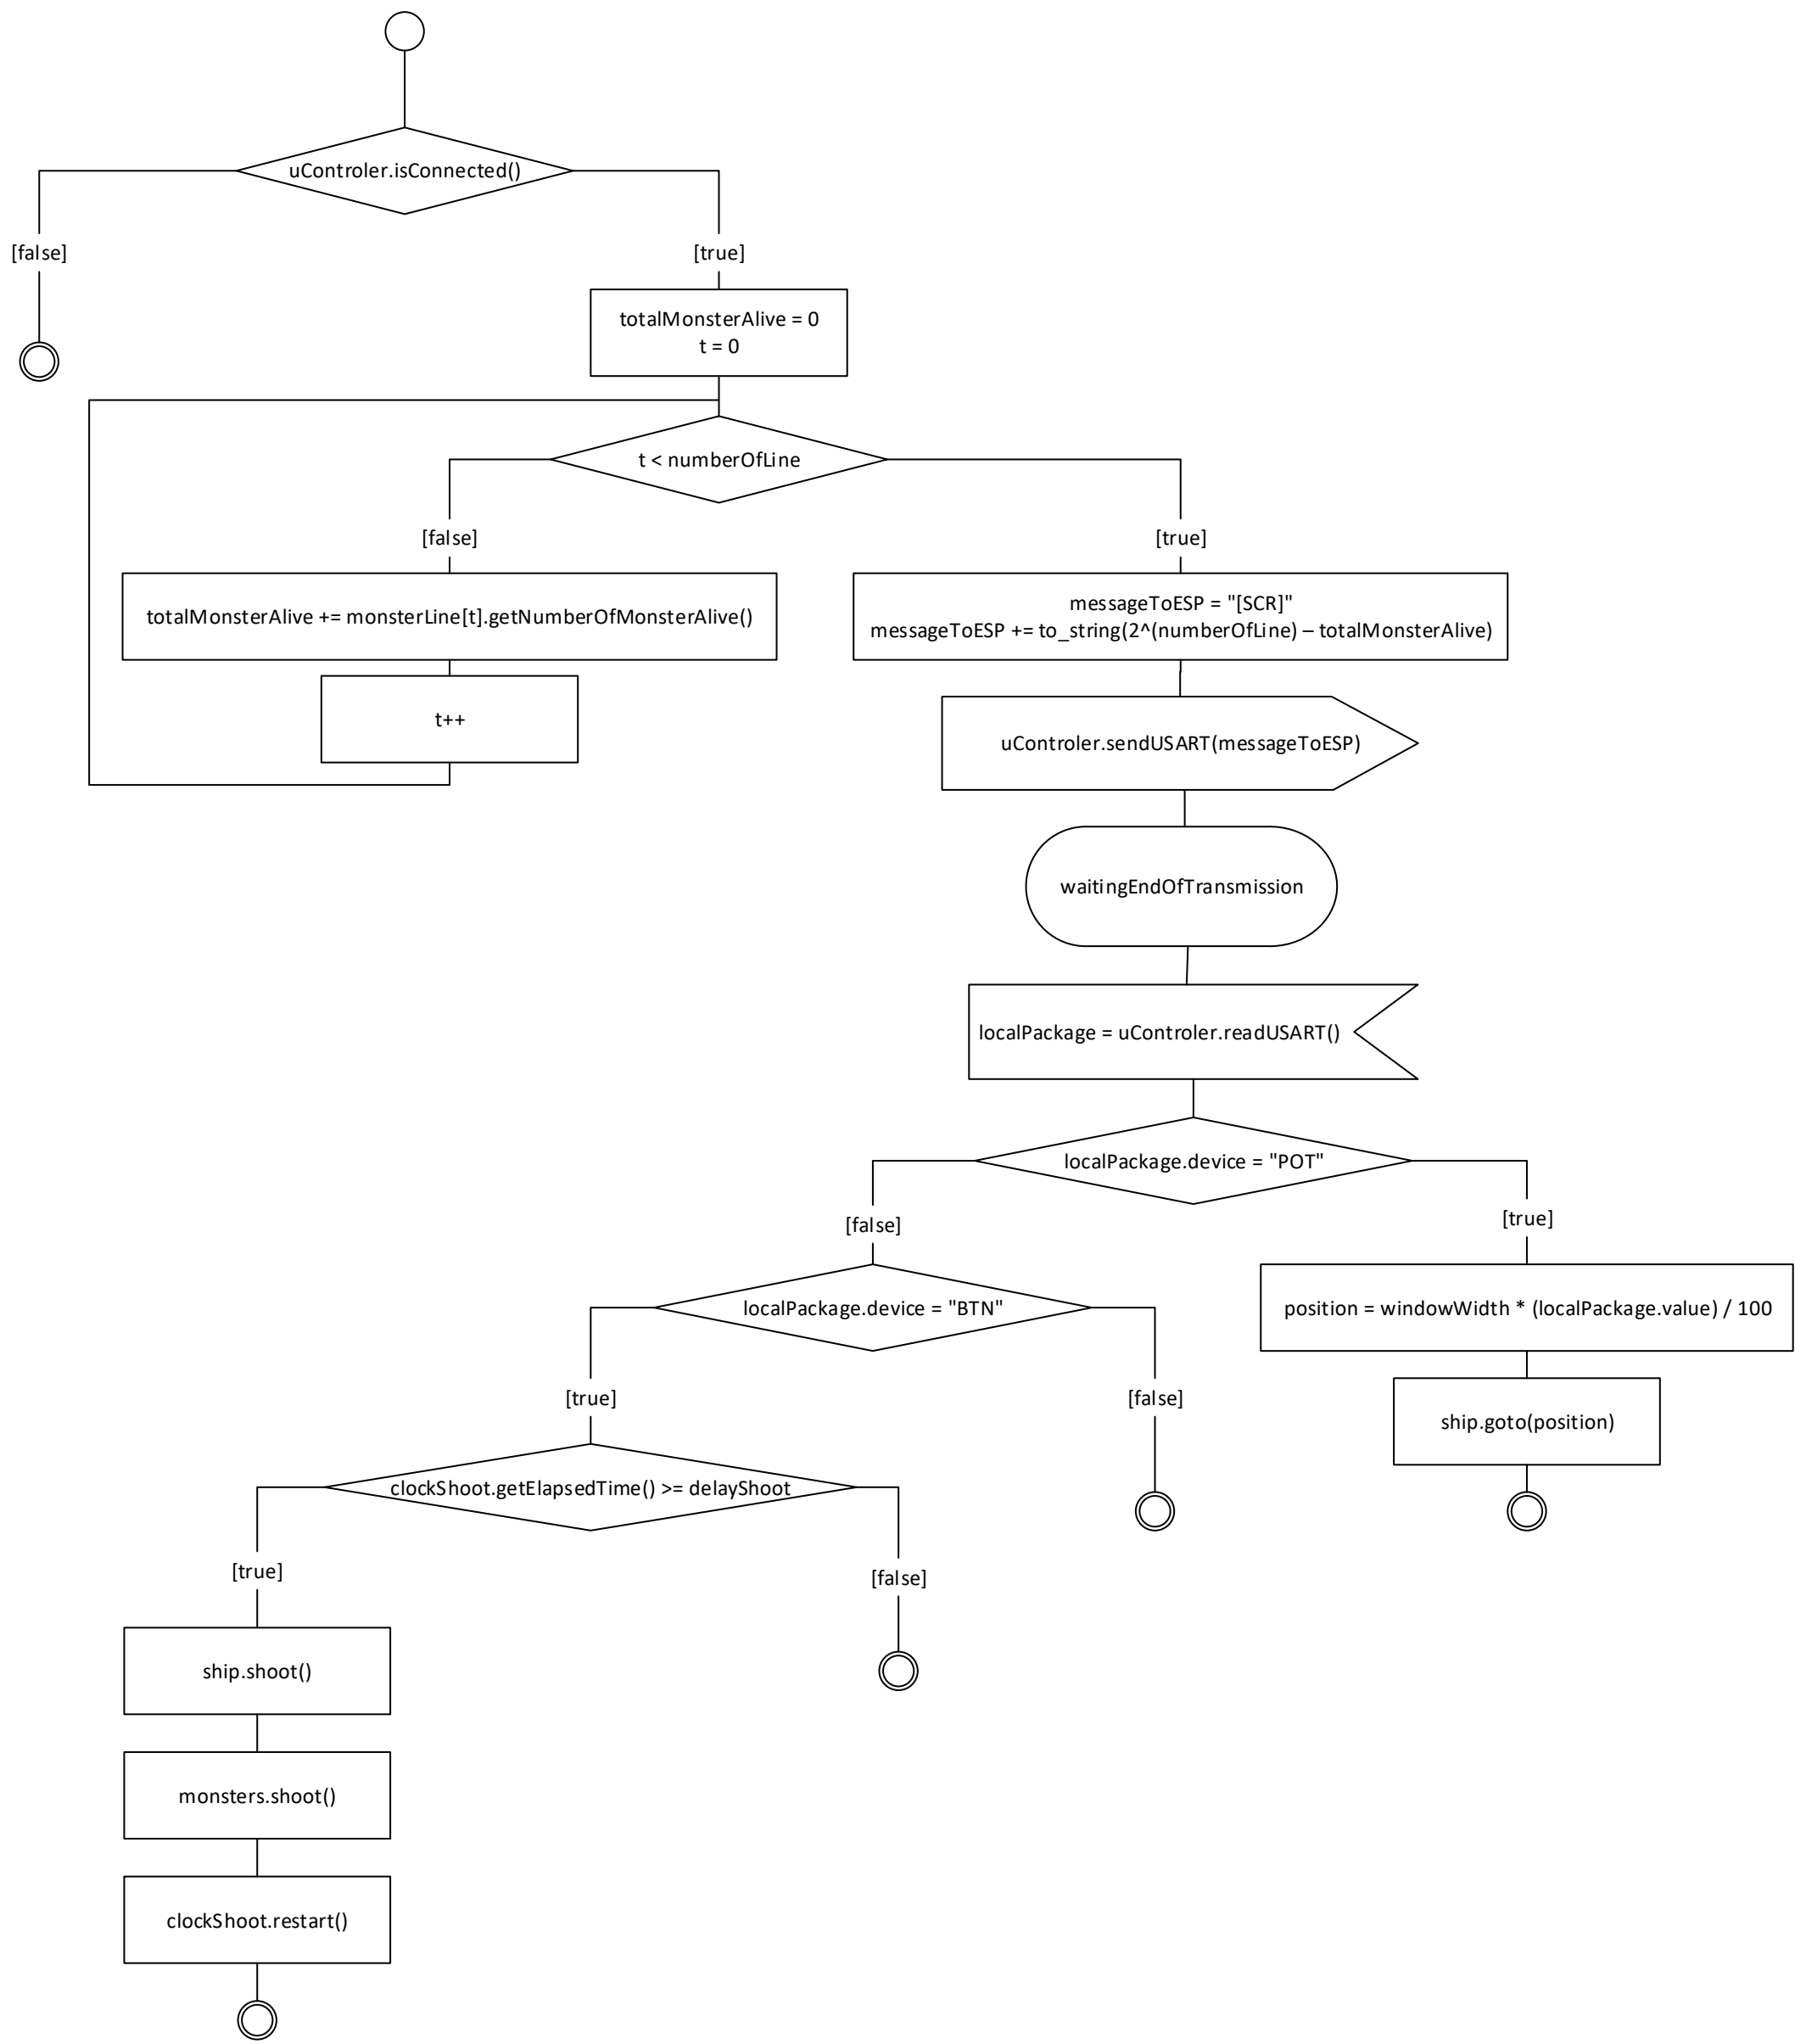 uControler.isConnected()
[false]
[true]
totalMonsterAlive = 0
t = 0
t < numberOfLine
[false]
[true]
totalMonsterAlive += monsterLine[t].getNumberOfMonsterAlive()
t++
messageToESP = "[SCR]"
messageToESP += to_string(2^(numberOfLine) – totalMonsterAlive)
uControler.sendUSART(messageToESP)
waitingEndOfTransmission
localPackage = uControler.readUSART()
localPackage.device = "POT"
[false]
[true]
localPackage.device = "BTN"
position = windowWidth * (localPackage.value) / 100
[true]
[false]
ship.goto(position)
clockShoot.getElapsedTime() >= delayShoot
[true]
[false]
ship.shoot()
monsters.shoot()
clockShoot.restart()